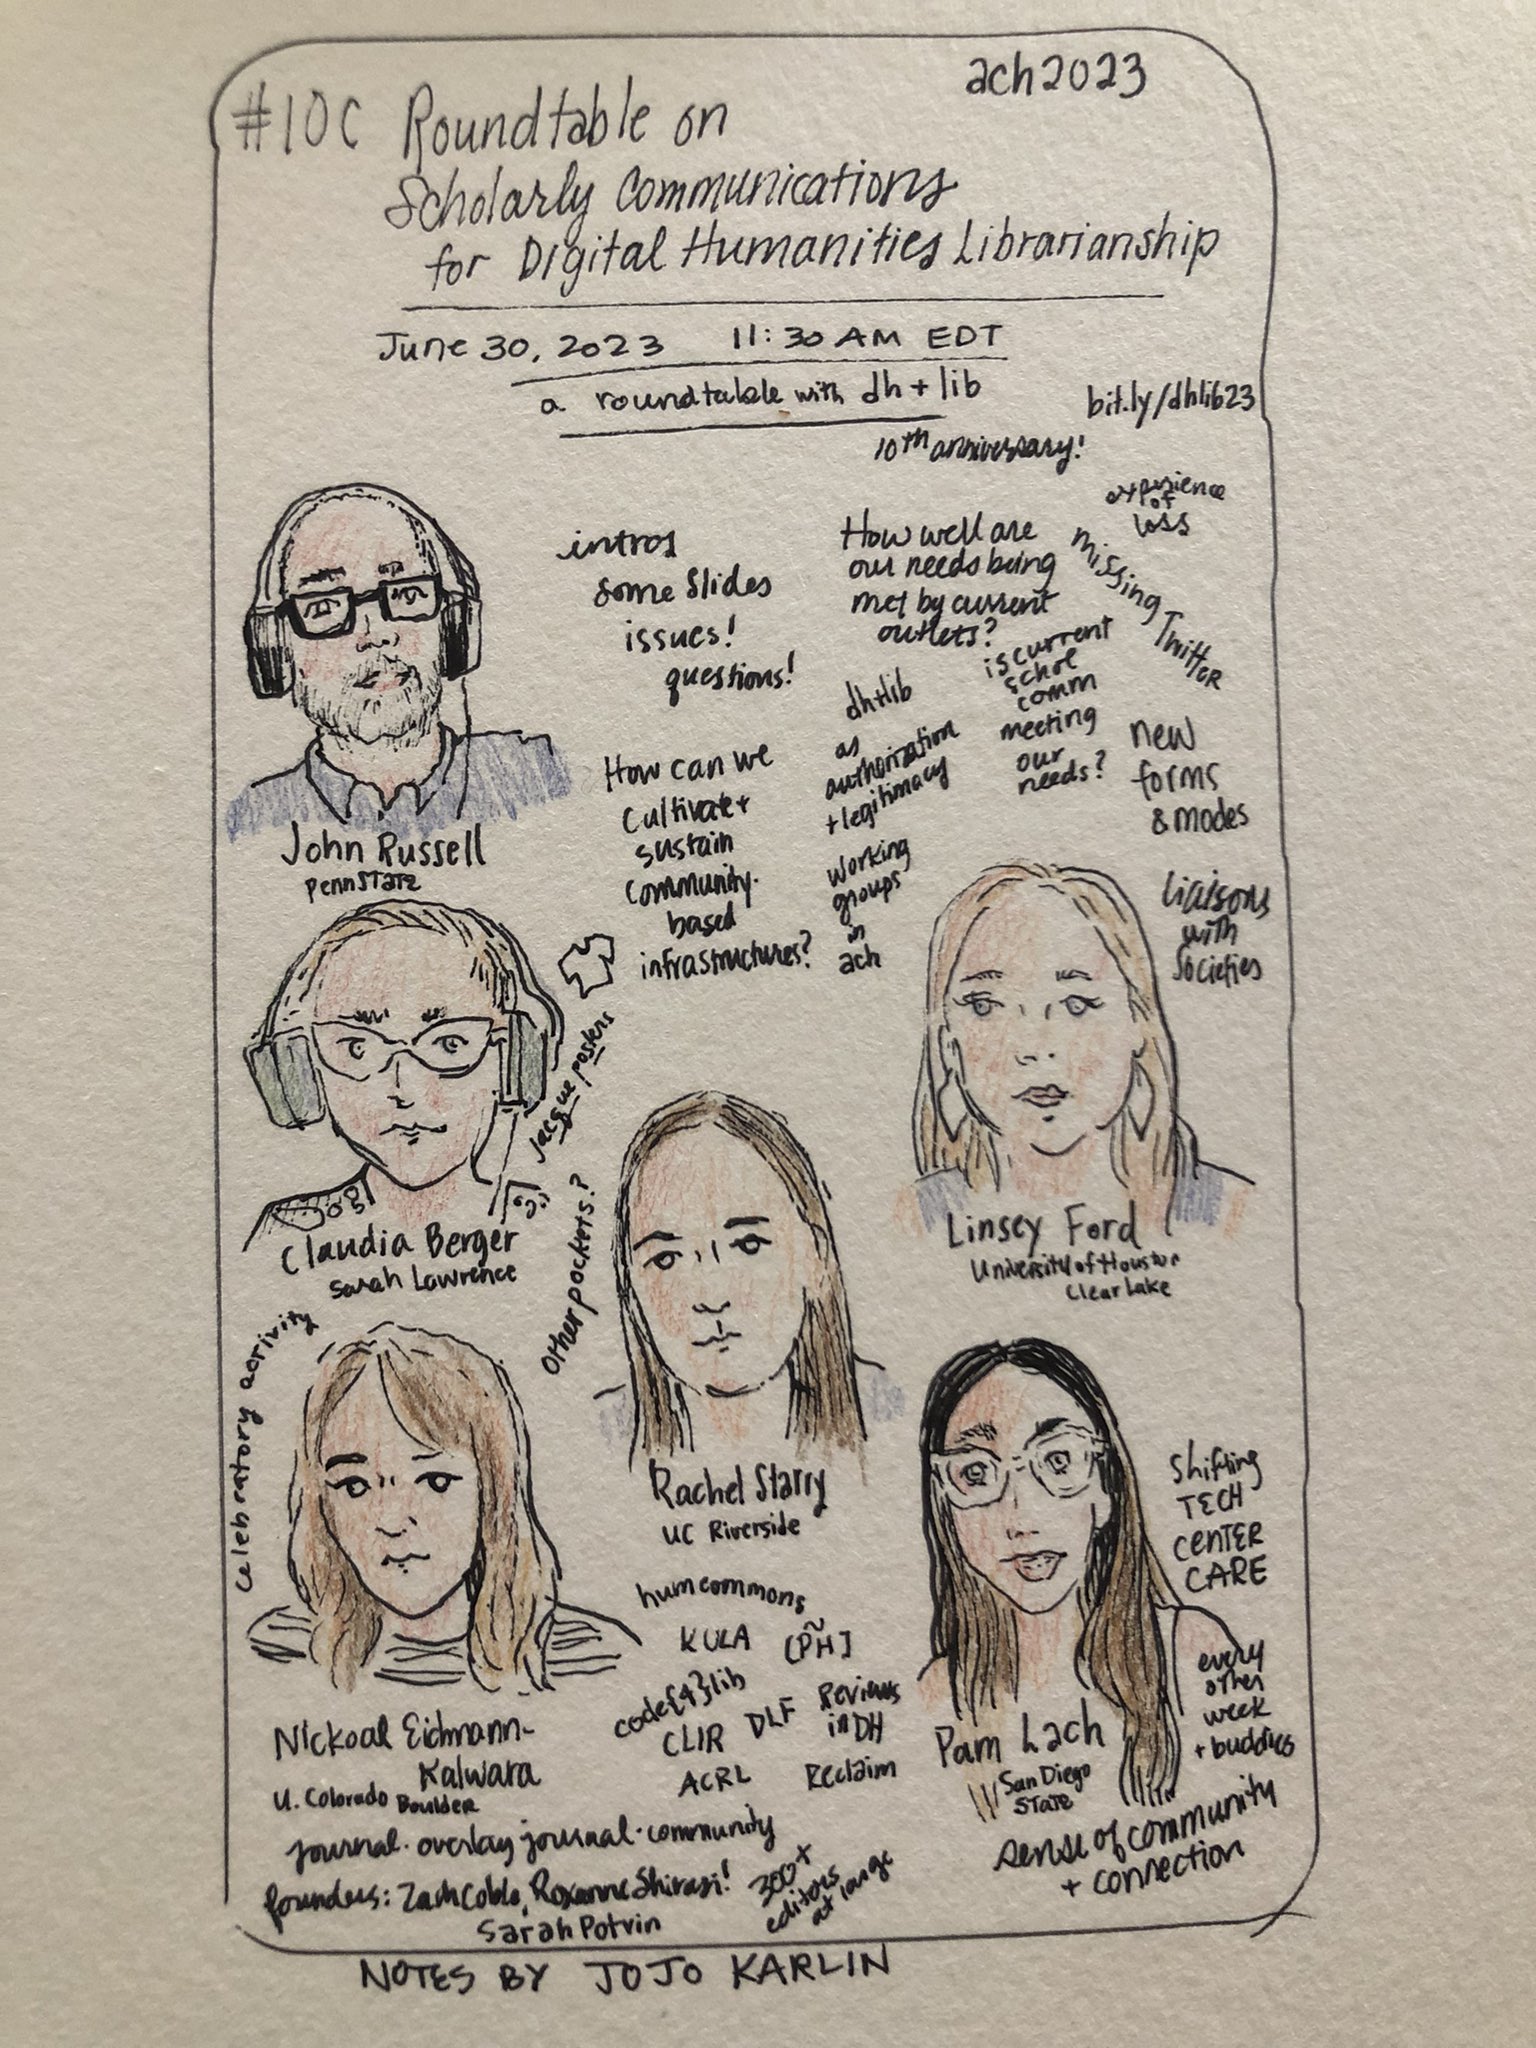 ach2023
#10C Roundtable on
Scholarly Communications
for Digital Humanities Librarianship
June 30, 2023 11:30 AM EDT
a roundtable with dh+lib
bit.ly/dhlib23
10th anniversary!
experience
of
loss
missing Twitter
intros
some slides
issues!
questions!
How well are
our needs being
met by current
outlets?
is current
schol
comm
meeting
our
needs?
dh+lib
as
authorization
+ legitimacy
new
forms
& modes
How can we
cultivate +
sustain
community-
based
infrastructures?
working
groups
in
ach
liaisons
with
societies
John Russell
Penn State
Jacque posters
Claudia Berger
Sarah Lawrence
other pockets?
Linsey Ford
University of Houston
Clear Lake
celebratory
Rachel Starry
UC Riverside
Shifting
TECH
CENTER
CARE
humcommons
KULA [P~H]
code{4}lib
CLIR DLF Reviews
in DH
ACRL Reclaim
Nickoal Eichmann-
Kalwara
U. Colorado Boulder
Pam Lach
San Diego
State
every
other
week
+ buddies
sense of community
+ connection
journal · overlay journal · community
founders: Zach Coble, Roxanne Shirazi!
Sarah Potvin
300+
editors
at large
NOTES BY JOJO KARLIN